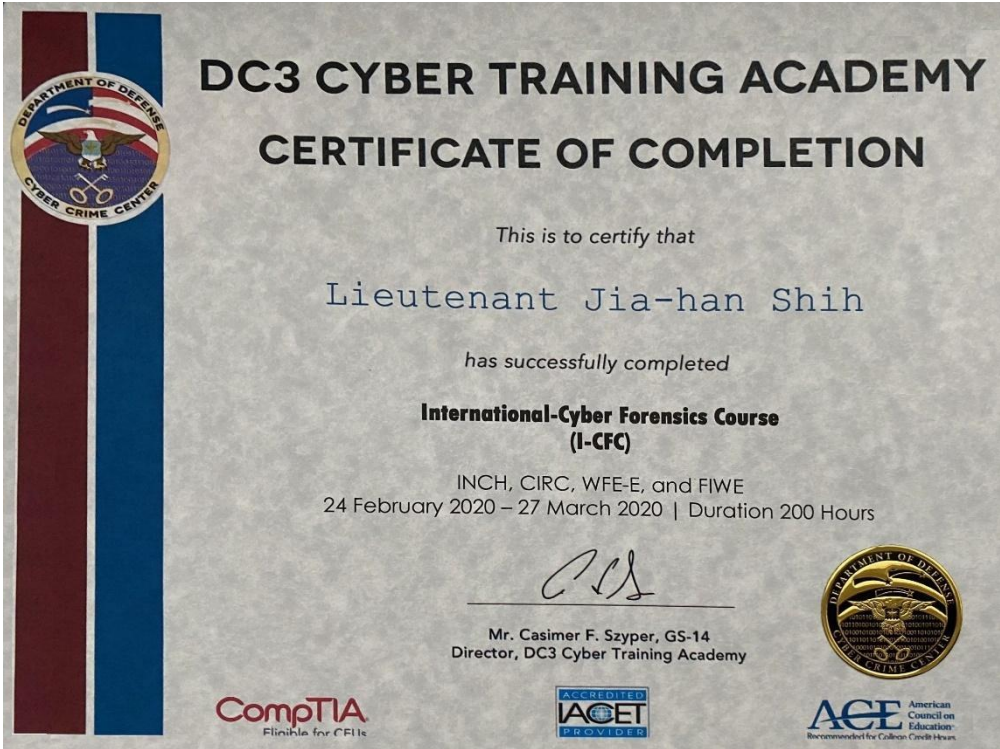 DC3 CYBER TRAINING ACADEMY
CERTIFICATE OF COMPLETION
DEPARTMENT OF DEFENSE
CYBER CRIME CENTER
This is to certify that
Lieutenant Jia-han Shih
has successfully completed
International-Cyber Forensics Course
(I-CFC)
INCH, CIRC, WFE-E, and FIWE
24 February 2020 – 27 March 2020 | Duration 200 Hours
Mr. Casimer F. Szyper, GS-14
Director, DC3 Cyber Training Academy
DEPARTMENT OF DEFENSE
CYBER CRIME CENTER
CompTIA
Eligible for CEUs
ACCREDITED
IACET
PROVIDER
ACE American
Council on
Education
Recommended for College Credit Hours